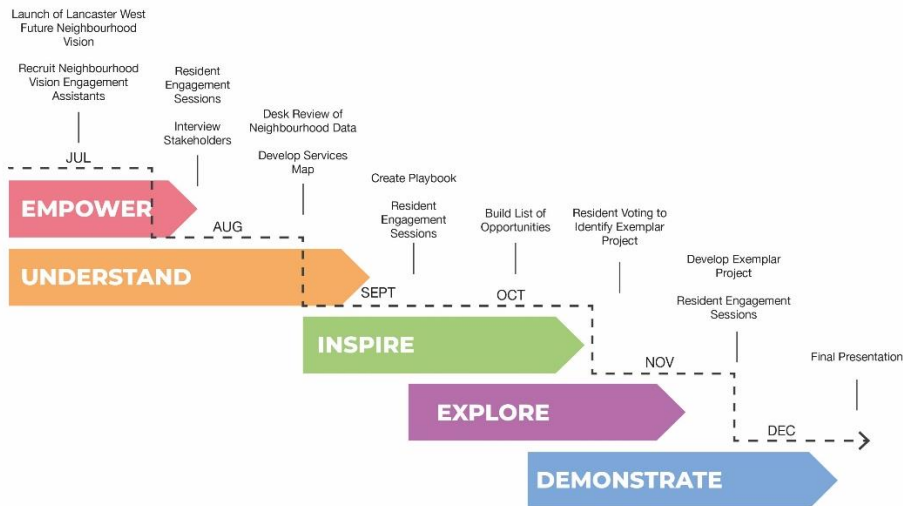 Launch of Lancaster West
Future Neighbourhood
Vision
Recruit Neighbourhood
Vision Engagement
Assistants
JUL
EMPOWER
Resident
Engagement
Sessions
Interview
Stakeholders
AUG
UNDERSTAND
Desk Review of
Neighbourhood Data
Develop Services
Map
SEPT
Create Playbook
Resident
Engagement
Sessions
INSPIRE
Build List of
Opportunities
OCT
EXPLORE
Resident Voting to
Identify Exemplar
Project
NOV
Develop Exemplar
Project
Resident Engagement
Sessions
DEC
DEMONSTRATE
Final Presentation